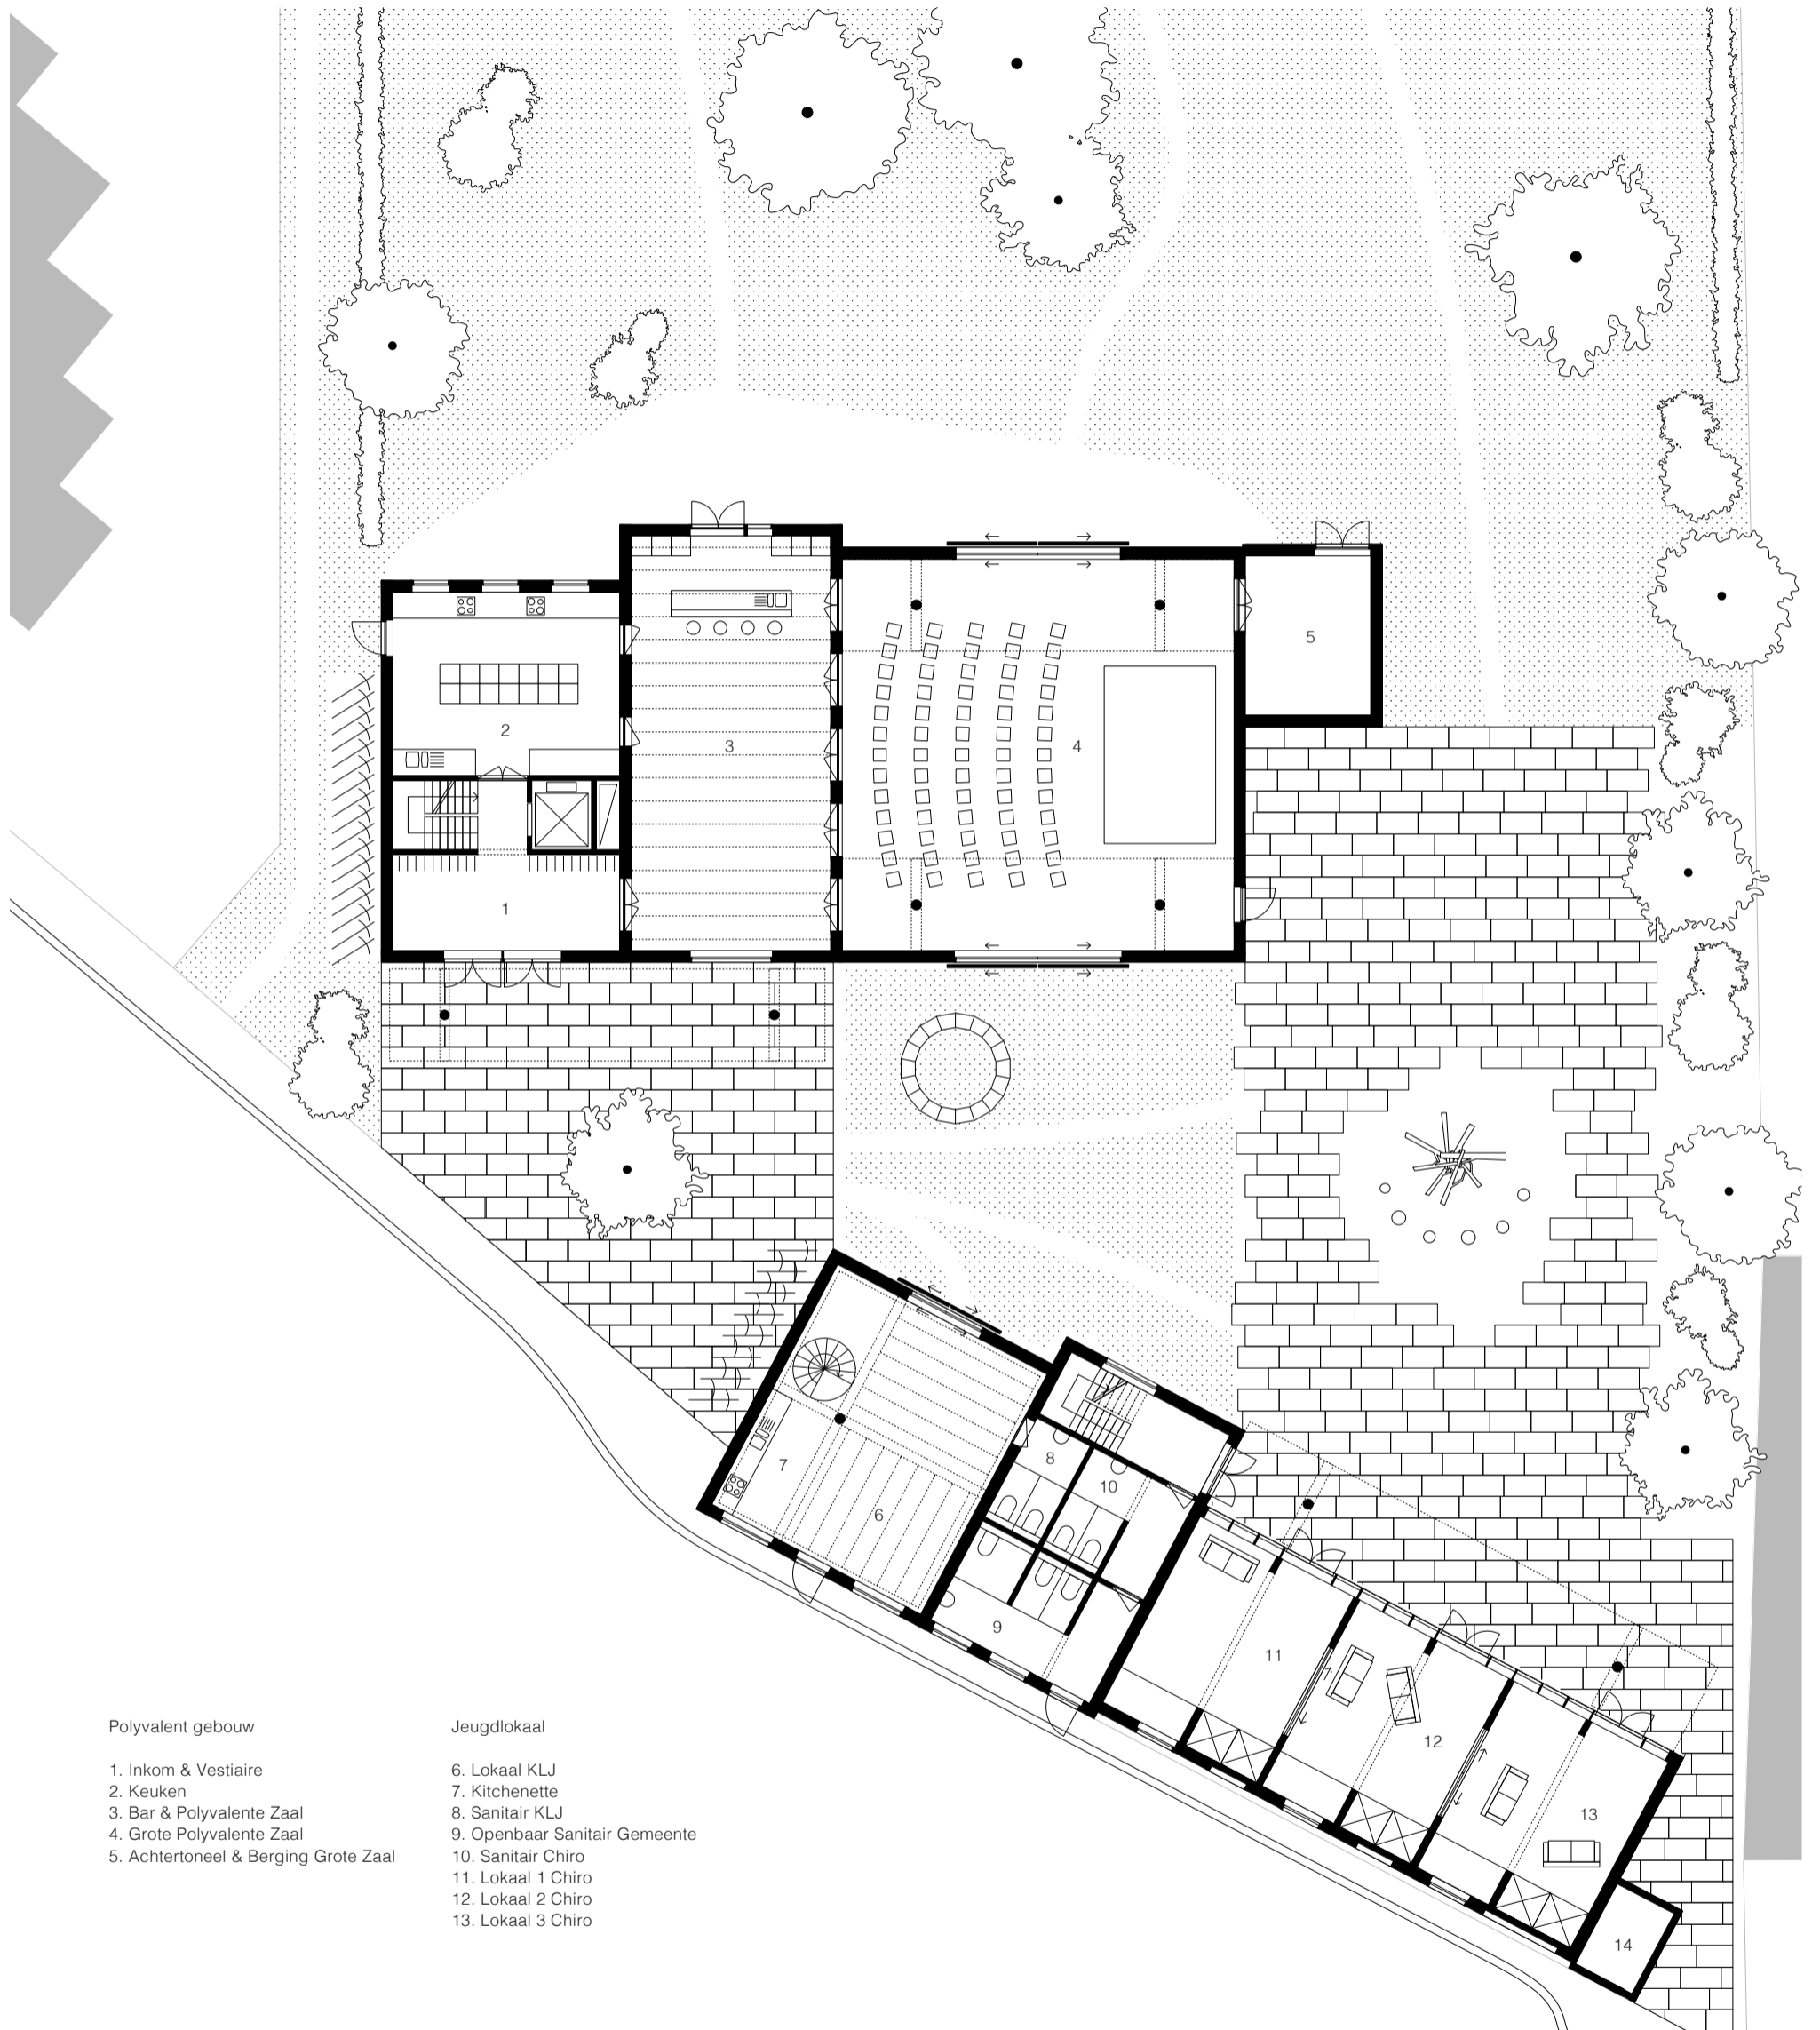 5
2
3
4
1
8
10
7
6
9
11
12
13
14
Polyvalent gebouw
1. Inkom & Vestiaire
2. Keuken
3. Bar & Polyvalente Zaal
4. Grote Polyvalente Zaal
5. Achtertoneel & Berging Grote Zaal
Jeugdlokaal
6. Lokaal KLJ
7. Kitchenette
8. Sanitair KLJ
9. Openbaar Sanitair Gemeente
10. Sanitair Chiro
11. Lokaal 1 Chiro
12. Lokaal 2 Chiro
13. Lokaal 3 Chiro